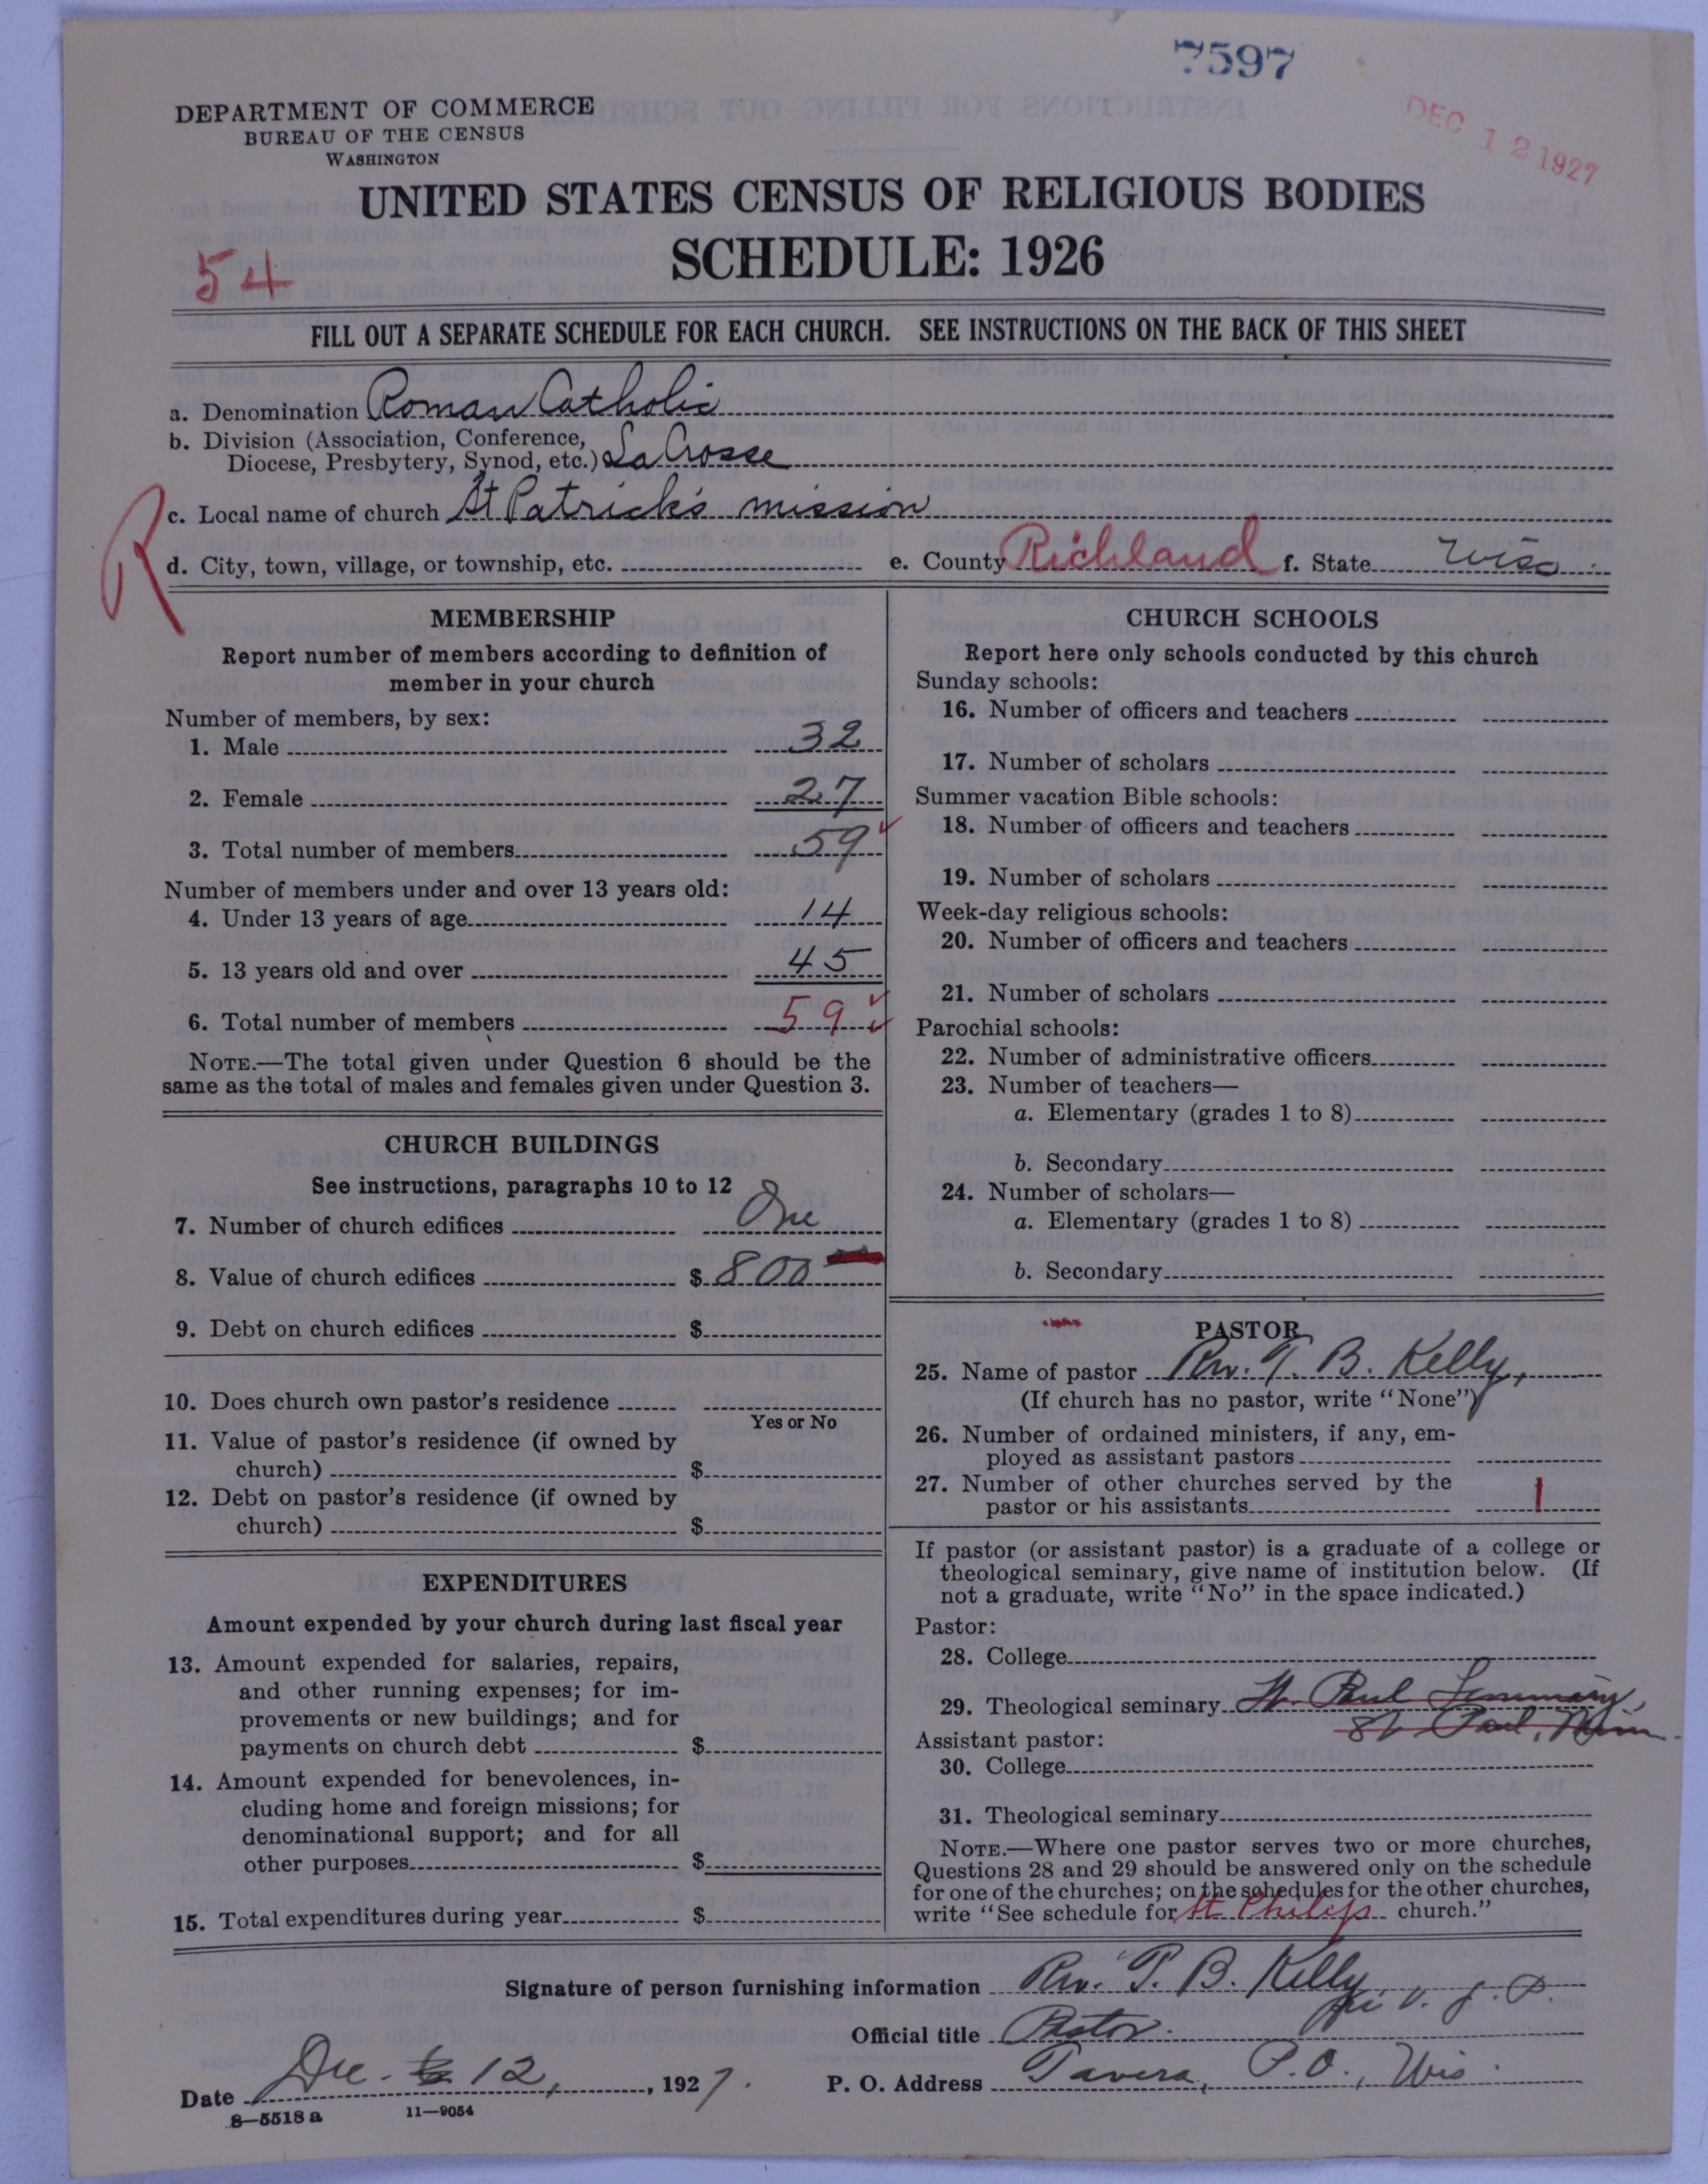 7597
DEC 12 1927
DEPARTMENT OF COMMERCE
BUREAU OF THE CENSUS
WASHINGTON
UNITED STATES CENSUS OF RELIGIOUS BODIES
SCHEDULE: 1926
54
FILL OUT A SEPARATE SCHEDULE FOR EACH CHURCH. SEE INSTRUCTIONS ON THE BACK OF THIS SHEET
a. Denomination Roman Catholic
b. Division (Association, Conference,
Diocese, Presbytery, Synod, etc.) La Crosse
R
c. Local name of church St Patrick's mission
d. City, town, village, or township, etc. e. County Richland f. State Wisc
MEMBERSHIP
Report number of members according to definition of
member in your church
Number of members, by sex:
1. Male 32
2. Female 27
3. Total number of members 59
Number of members under and over 13 years old:
4. Under 13 years of age 14
5. 13 years old and over 45
6. Total number of members 59
NOTE.—The total given under Question 6 should be the
same as the total of males and females given under Question 3.
CHURCH BUILDINGS
See instructions, paragraphs 10 to 12
7. Number of church edifices One
8. Value of church edifices $ 800
9. Debt on church edifices $
10. Does church own pastor's residence
Yes or No
11. Value of pastor's residence (if owned by
church) $
12. Debt on pastor's residence (if owned by
church) $
EXPENDITURES
Amount expended by your church during last fiscal year
13. Amount expended for salaries, repairs,
and other running expenses; for im-
provements or new buildings; and for
payments on church debt $
14. Amount expended for benevolences, in-
cluding home and foreign missions; for
denominational support; and for all
other purposes $
15. Total expenditures during year $
CHURCH SCHOOLS
Report here only schools conducted by this church
Sunday schools:
16. Number of officers and teachers
17. Number of scholars
Summer vacation Bible schools:
18. Number of officers and teachers
19. Number of scholars
Week-day religious schools:
20. Number of officers and teachers
21. Number of scholars
Parochial schools:
22. Number of administrative officers
23. Number of teachers—
a. Elementary (grades 1 to 8)
b. Secondary
24. Number of scholars—
a. Elementary (grades 1 to 8)
b. Secondary
PASTOR
25. Name of pastor Rev. T. B. Kelly,
(If church has no pastor, write "None")
26. Number of ordained ministers, if any, em-
ployed as assistant pastors
27. Number of other churches served by the
pastor or his assistants 1
If pastor (or assistant pastor) is a graduate of a college or
theological seminary, give name of institution below. (If
not a graduate, write "No" in the space indicated.)
Pastor:
28. College
29. Theological seminary St. Paul Seminary,
St Paul, Minn.
Assistant pastor:
30. College
31. Theological seminary
NOTE.—Where one pastor serves two or more churches,
Questions 28 and 29 should be answered only on the schedule
for one of the churches; on the schedules for the other churches,
write "See schedule for St Philips church."
Signature of person furnishing information Rev. T. B. Kelly
Official title Pastor.
Date Dec. 12, 1927. P. O. Address Tavera, P.O., Wis.
8—5518 a 11—9054